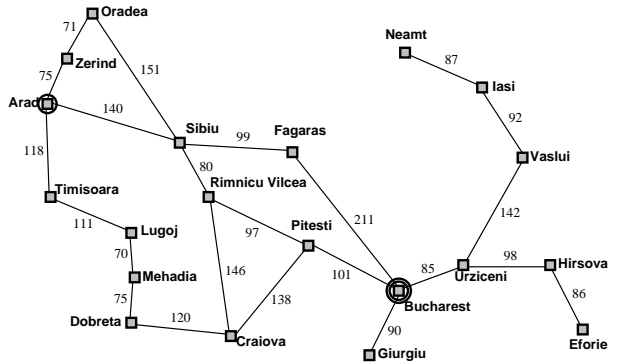 Oradea
71
Neamt
Zerind
87
151
75
Iasi
Arad
140
92
Sibiu
Fagaras
99
118
Vaslui
80
Timisoara
Rimnicu Vilcea
111
211
142
Lugoj
Pitesti
97
70
98
Hirsova
85
146
101
Urziceni
Mehadia
86
75
138
Bucharest
120
90
Dobreta
Craiova
Eforie
Giurgiu